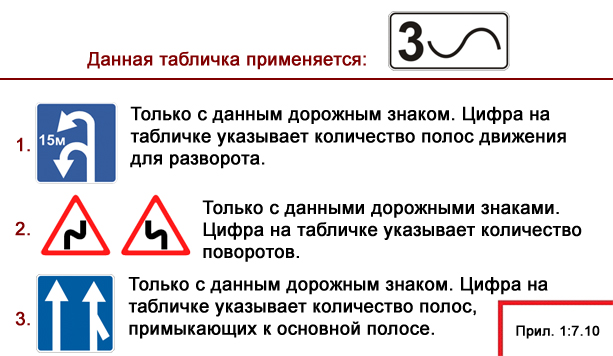 Данная табличка применяется:
3
1.
15м
Только с данным дорожным знаком. Цифра на
табличке указывает количество полос движения
для разворота.
2.
Только с данными дорожными знаками.
Цифра на табличке указывает количество
поворотов.
3.
Только с данным дорожным знаком. Цифра на
табличке указывает количество полос,
примыкающих к основной полосе.
Прил. 1:7.10